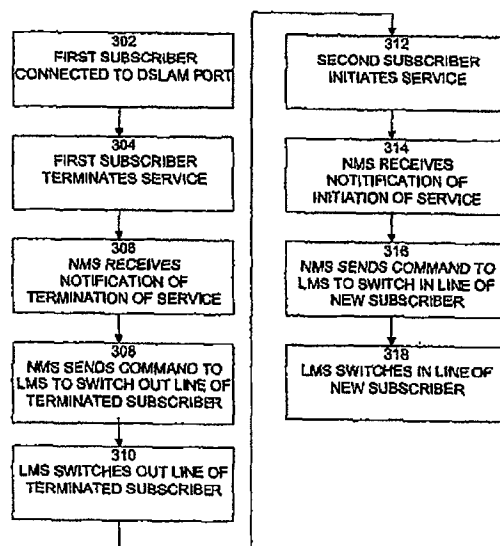 302
FIRST SUBSCRIBER
CONNECTED TO DSLAM PORT
304
FIRST SUBSCRIBER
TERMINATES SERVICE
306
NMS RECEIVES
NOTIFICATION OF
TERMINATION OF SERVICE
308
NMS SENDS COMMAND TO
LMS TO SWITCH OUT LINE OF
TERMINATED SUBSCRIBER
310
LMS SWITCHES OUT LINE OF
TERMINATED SUBSCRIBER
312
SECOND SUBSCRIBER
INITIATES SERVICE
314
NMS RECEIVES
NOTITIFICATION OF
INITIATION OF SERVICE
316
NMS SENDS COMMAND TO
LMS TO SWITCH IN LINE OF
NEW SUBSCRIBER
318
LMS SWITCHES IN LINE OF
NEW SUBSCRIBER